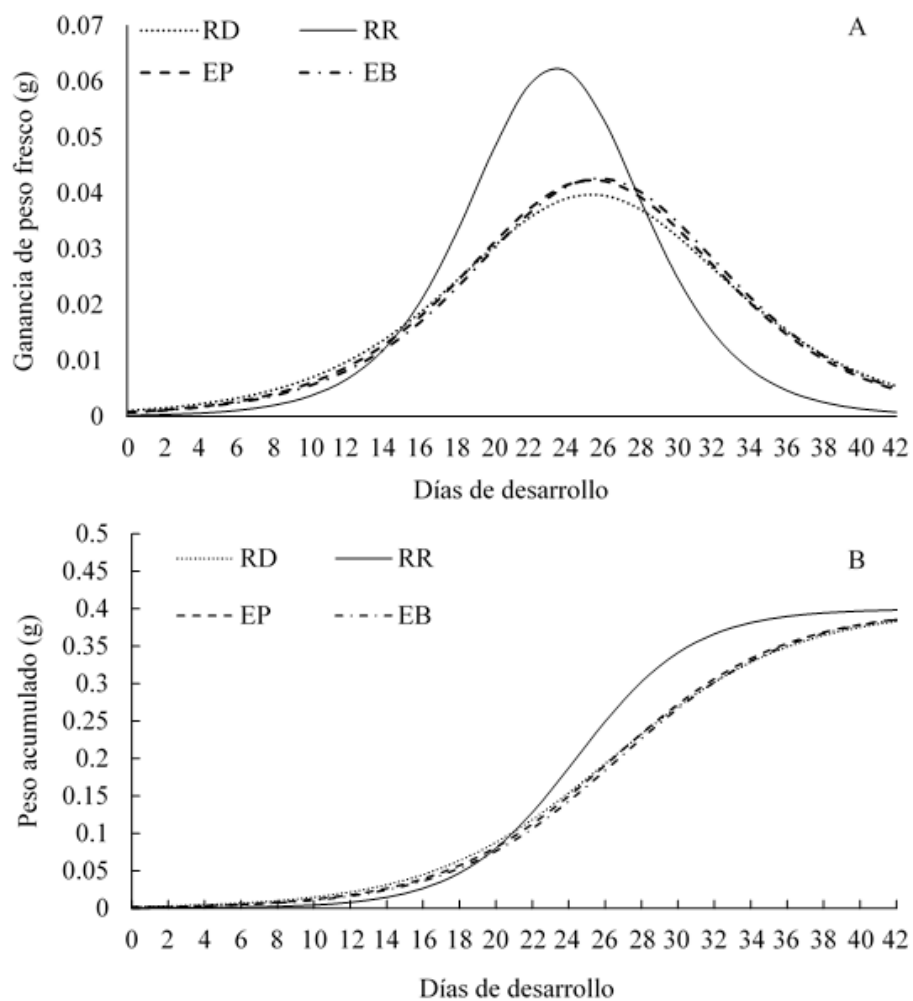 RD RR A
EP EB
Ganancia de peso fresco (g)
0.07
0.06
0.05
0.04
0.03
0.02
0.01
0
0 2 4 6 8 10 12 14 16 18 20 22 24 26 28 30 32 34 36 38 40 42
Días de desarrollo
RD RR B
EP EB
Peso acumulado (g)
0.5
0.45
0.4
0.35
0.3
0.25
0.2
0.15
0.1
0.05
0
0 2 4 6 8 10 12 14 16 18 20 22 24 26 28 30 32 34 36 38 40 42
Días de desarrollo